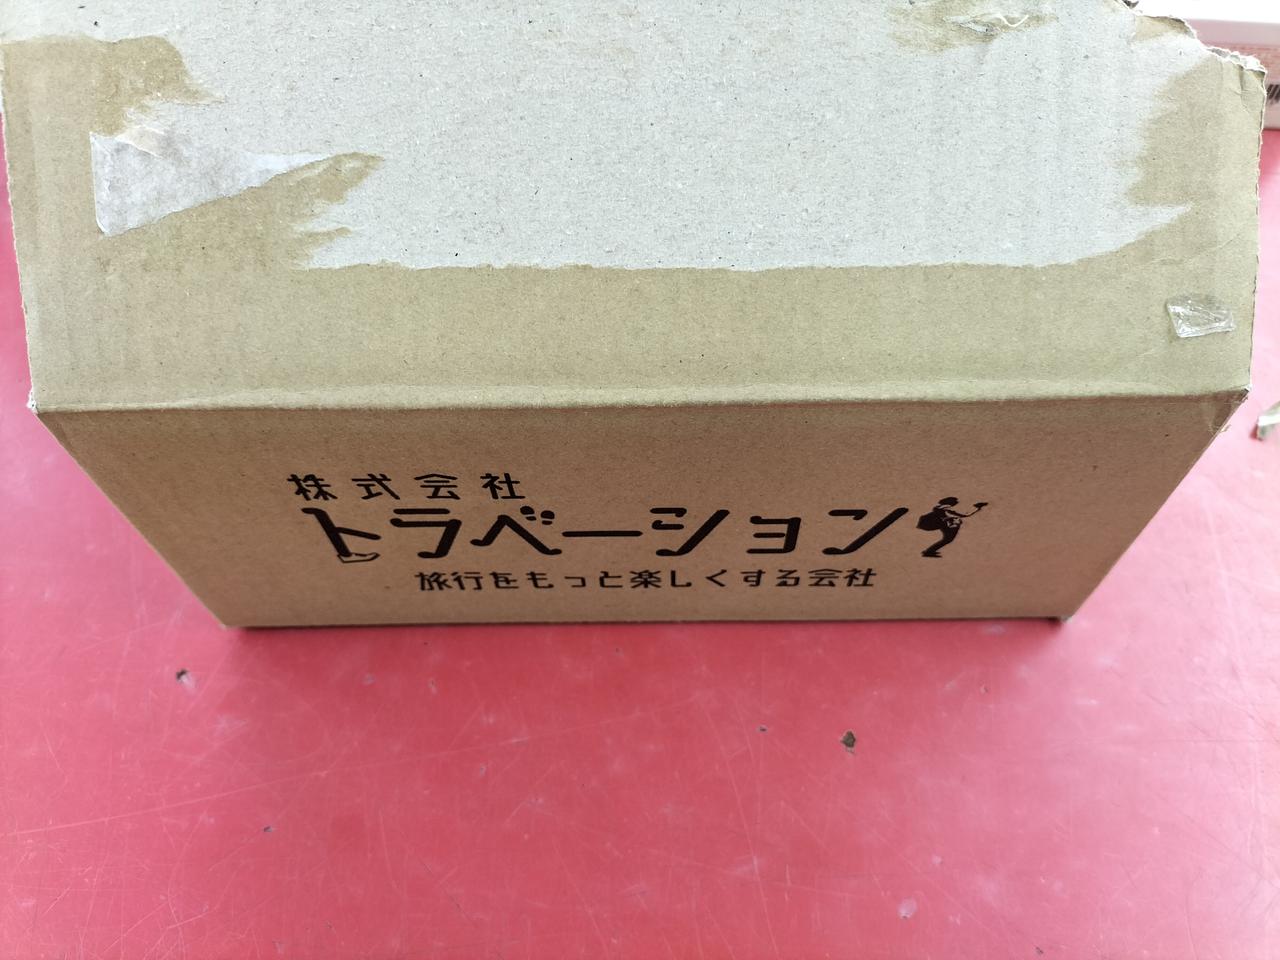 株式会社
トラベーション
旅行をもっと楽しくする会社